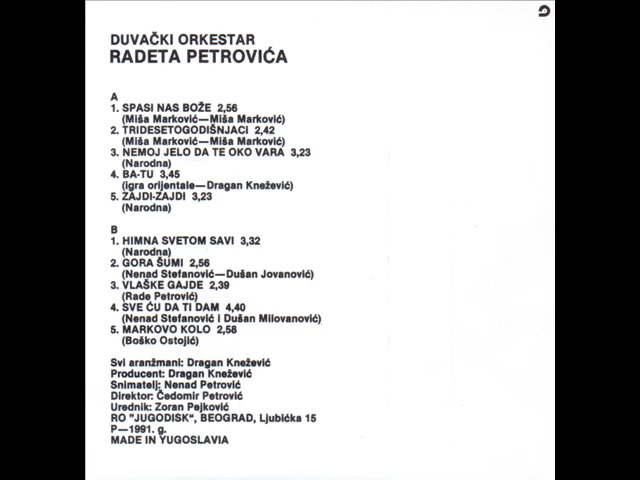 DUVAČKI ORKESTAR
RADETA PETROVIĆA
A
1. SPASI NAS BOŽE 2,56
(Miša Marković—Miša Marković)
2. TRIDESETOGODIŠNJACI 2,42
(Miša Marković—Miša Marković)
3. NEMOJ JELO DA TE OKO VARA 3,23
(Narodna)
4. BA-TU 3,45
(igra orijentale—Dragan Knežević)
5. ZAJDI-ZAJDI 3,23
(Narodna)
B
1. HIMNA SVETOM SAVI 3,32
(Narodna)
2. GORA ŠUMI 2,56
(Nenad Stefanović—Dušan Jovanović)
3. VLAŠKE GAJDE 2,39
(Rade Petrović)
4. SVE ĆU DA TI DAM 4,40
(Nenad Stefanović i Dušan Milovanović)
5. MARKOVO KOLO 2,58
(Boško Ostojić)
Svi aranžmani: Dragan Knežević
Producent: Dragan Knežević
Snimatelj: Nenad Petrović
Direktor: Čedomir Petrović
Urednik: Zoran Pejković
RO "JUGODISK", BEOGRAD, Ljubićka 15
P—1991. g.
MADE IN YUGOSLAVIA